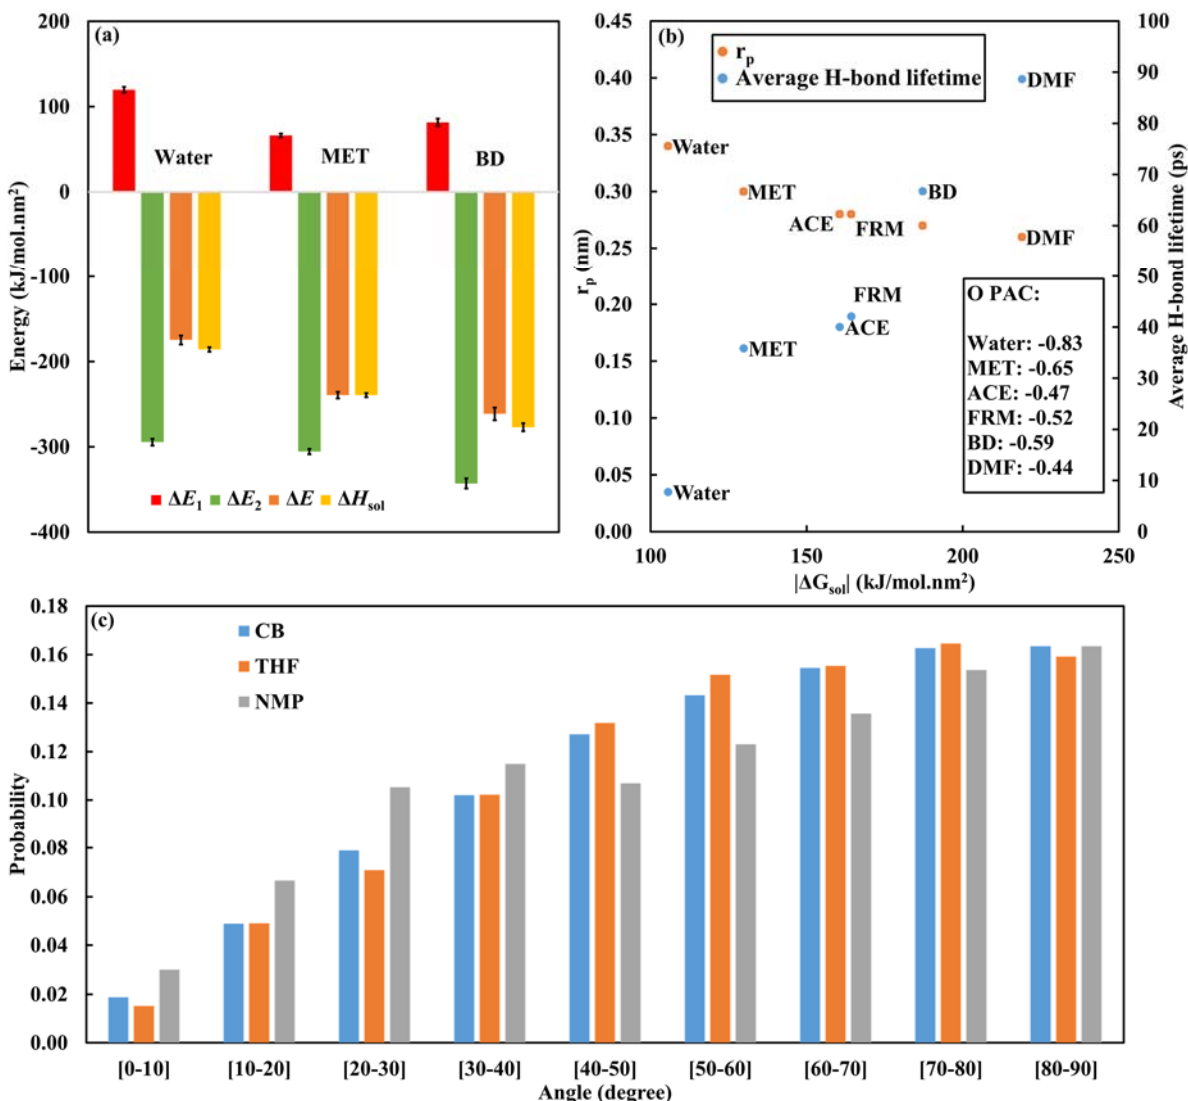 (a)
200
100
0
-100
-200
-300
-400
Energy (kJ/mol.nm²)
Water
MET
BD
ΔE₁ ΔE₂ ΔE ΔH_sol
(b)
r_p
Average H-bond lifetime
0.45
0.40
0.35
0.30
0.25
0.20
0.15
0.10
0.05
0.00
r_p (nm)
100
90
80
70
60
50
40
30
20
10
0
Average H-bond lifetime (ps)
DMF
Water
MET
BD
ACE
FRM
DMF
FRM
ACE
MET
Water
O PAC:
Water: -0.83
MET: -0.65
ACE: -0.47
FRM: -0.52
BD: -0.59
DMF: -0.44
100 150 200 250
|ΔG_sol| (kJ/mol.nm²)
(c)
CB
THF
NMP
0.18
0.16
0.14
0.12
0.10
0.08
0.06
0.04
0.02
0.00
Probability
[0-10] [10-20] [20-30] [30-40] [40-50] [50-60] [60-70] [70-80] [80-90]
Angle (degree)